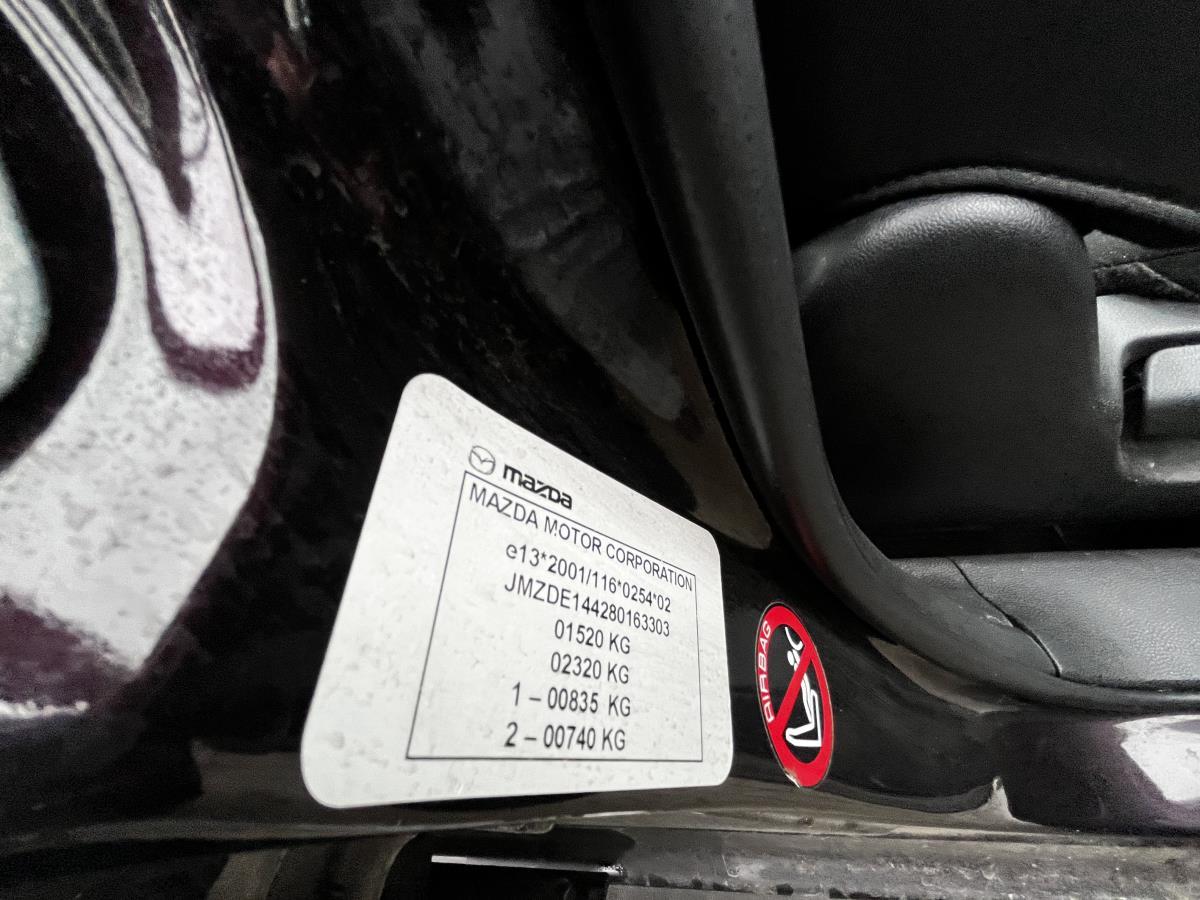 mazda
MAZDA MOTOR CORPORATION
e13*2001/116*0254*02
JMZDE144280163303
01520 KG
02320 KG
1 – 00835 KG
2 – 00740 KG
AIRBAG